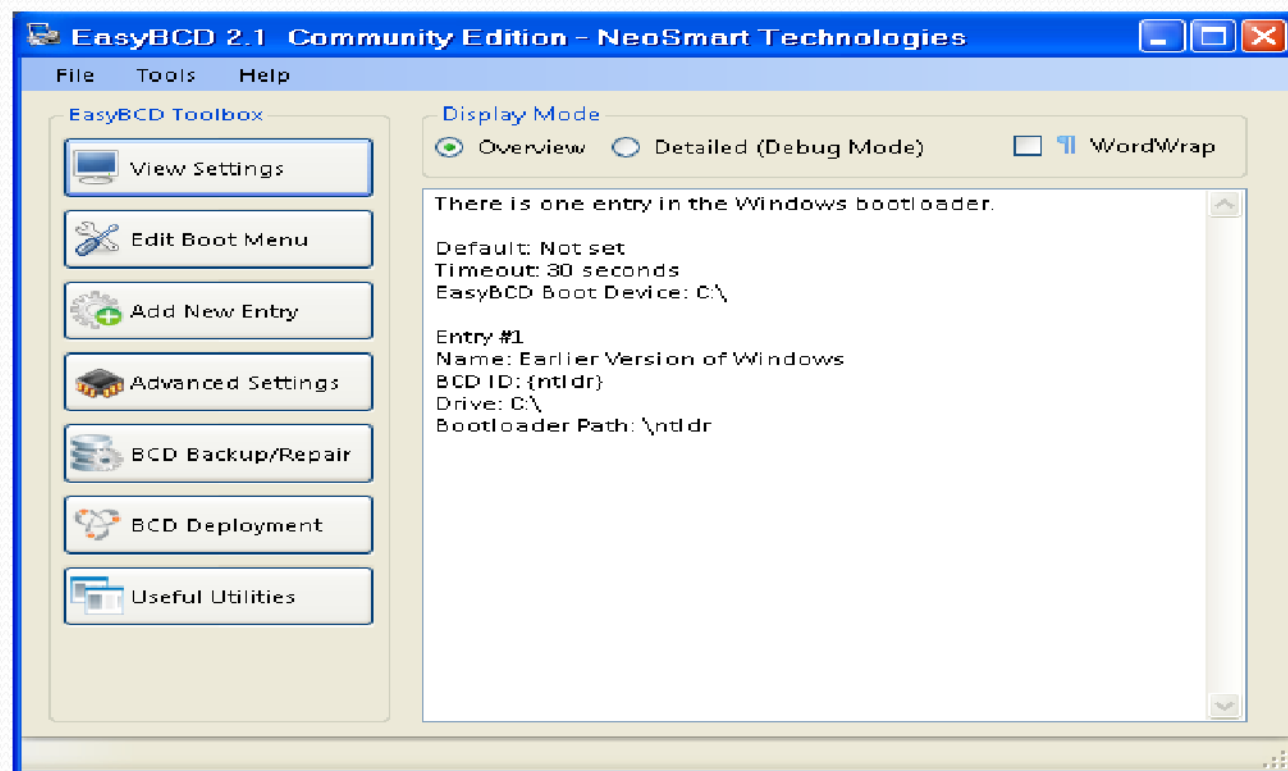 EasyBCD 2.1 Community Edition - NeoSmart Technologies
File Tools Help
EasyBCD Toolbox
View Settings
Edit Boot Menu
Add New Entry
Advanced Settings
BCD Backup/Repair
BCD Deployment
Useful Utilities
Display Mode
Overview Detailed (Debug Mode) ¶ WordWrap
There is one entry in the Windows bootloader.
Default: Not set
Timeout: 30 seconds
EasyBCD Boot Device: C:\
Entry #1
Name: Earlier Version of Windows
BCD ID: {ntldr}
Drive: C:\
Bootloader Path: \ntldr